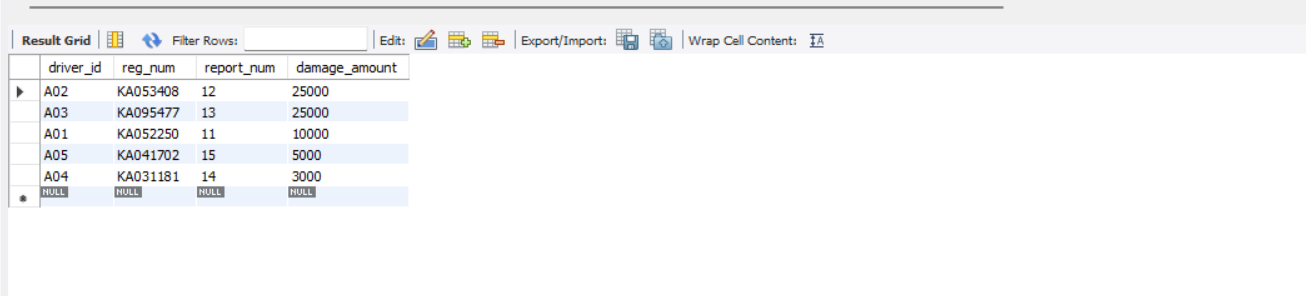 Result Grid Filter Rows: Edit: Export/Import: Wrap Cell Content: IA
driver_id reg_num report_num damage_amount
A02 KA053408 12 25000
A03 KA095477 13 25000
A01 KA052250 11 10000
A05 KA041702 15 5000
A04 KA031181 14 3000
NULL NULL NULL NULL